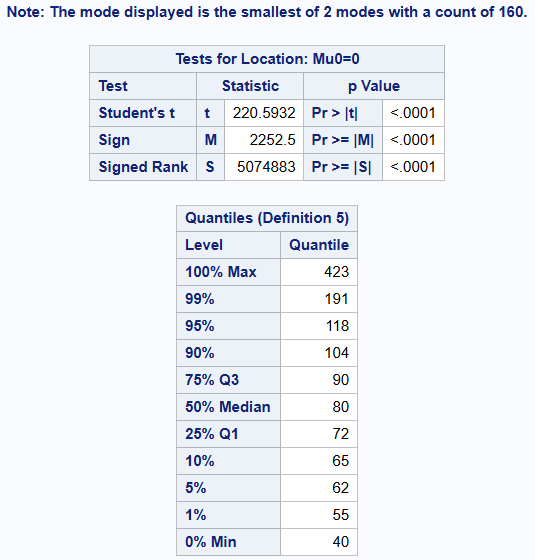 Note: The mode displayed is the smallest of 2 modes with a count of 160.
Tests for Location: Mu0=0
Test Statistic p Value
Student's t t 220.5932 Pr > |t| <.0001
Sign M 2252.5 Pr >= |M| <.0001
Signed Rank S 5074883 Pr >= |S| <.0001
Quantiles (Definition 5)
Level Quantile
100% Max 423
99% 191
95% 118
90% 104
75% Q3 90
50% Median 80
25% Q1 72
10% 65
5% 62
1% 55
0% Min 40